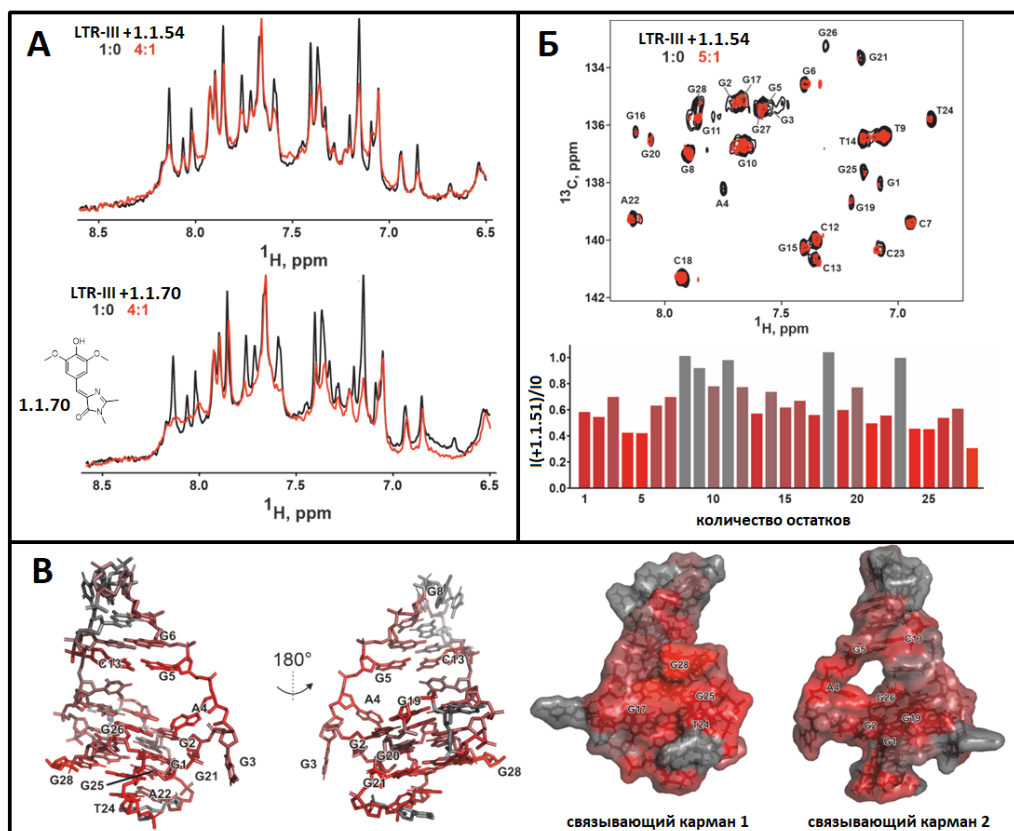 А
LTR-III +1.1.54
1:0 4:1
8.5 8.0 7.5 7.0 6.5
1H, ppm
LTR-III +1.1.70
1:0 4:1
OH
O
O
N
N
O
1.1.70
8.5 8.0 7.5 7.0 6.5
1H, ppm
Б
LTR-III +1.1.54
1:0 5:1
G26
G21
G6
G2 G17
G5
G28
T24
G11
G27 G3
G16
T14
T9
G20
G8
G10
G25
G1
A4
G19
A22
C12
C7
G15
C23
C13
C18
134
136
138
140
142
13C, ppm
8.0 7.5 7.0
1H, ppm
I(+1.1.51)/I0
1.0
0.8
0.6
0.4
0.2
0.0
1 5 10 15 20 25
количество остатков
В
G6
C13
G5
A4
G26
G2
G1
G3
G28
G21
G25
A22
T24
180°
G8
C13
G5
A4
G19
G2
G20
G3
G28
G21
G28
G17
G25
T24
связывающий карман 1
C13
G5
A4
G26
C2
G19
G1
связывающий карман 2